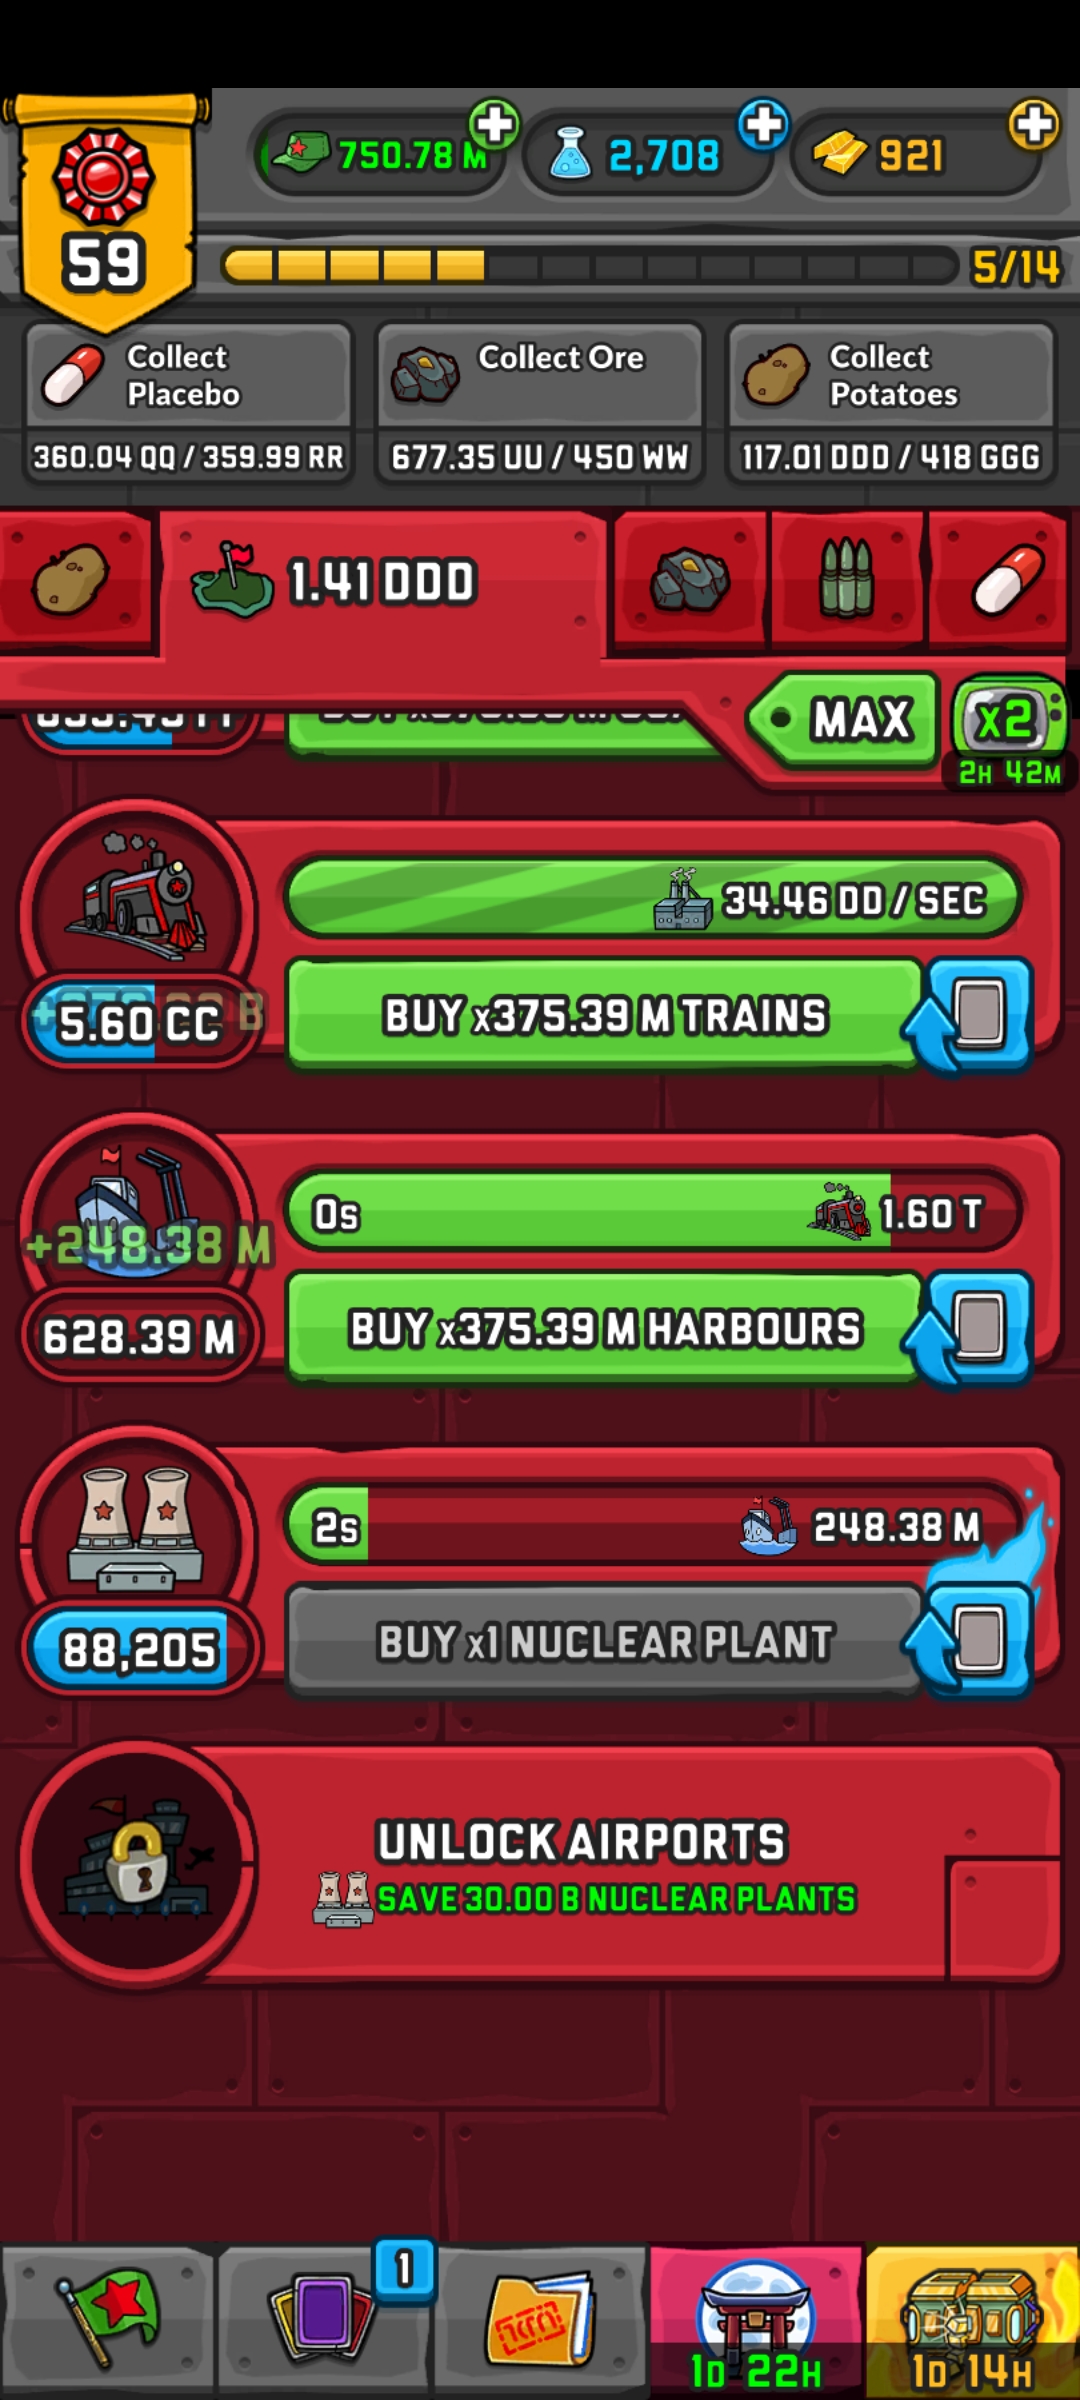 750.78 M
2,708
921
59
5/14
Collect Placebo
360.04 QQ / 359.99 RR
Collect Ore
677.35 UU / 450 WW
Collect Potatoes
117.01 DDD / 418 GGG
1.41 DDD
MAX
x2
2H 42M
34.46 DD / SEC
5.60 CC
BUY x375.39 M TRAINS
0s
1.60 T
+248.38 M
628.39 M
BUY x375.39 M HARBOURS
2s
248.38 M
88,205
BUY x1 NUCLEAR PLANT
UNLOCK AIRPORTS
SAVE 30.00 B NUCLEAR PLANTS
1
1D 22H
1D 14H